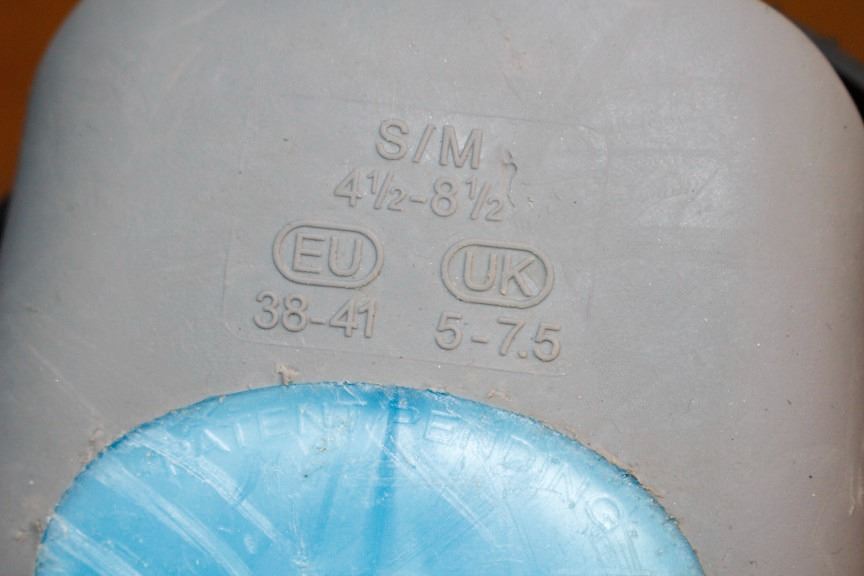 S/M
4½-8½
EU UK
38-41 5-7.5
PATENT PENDING